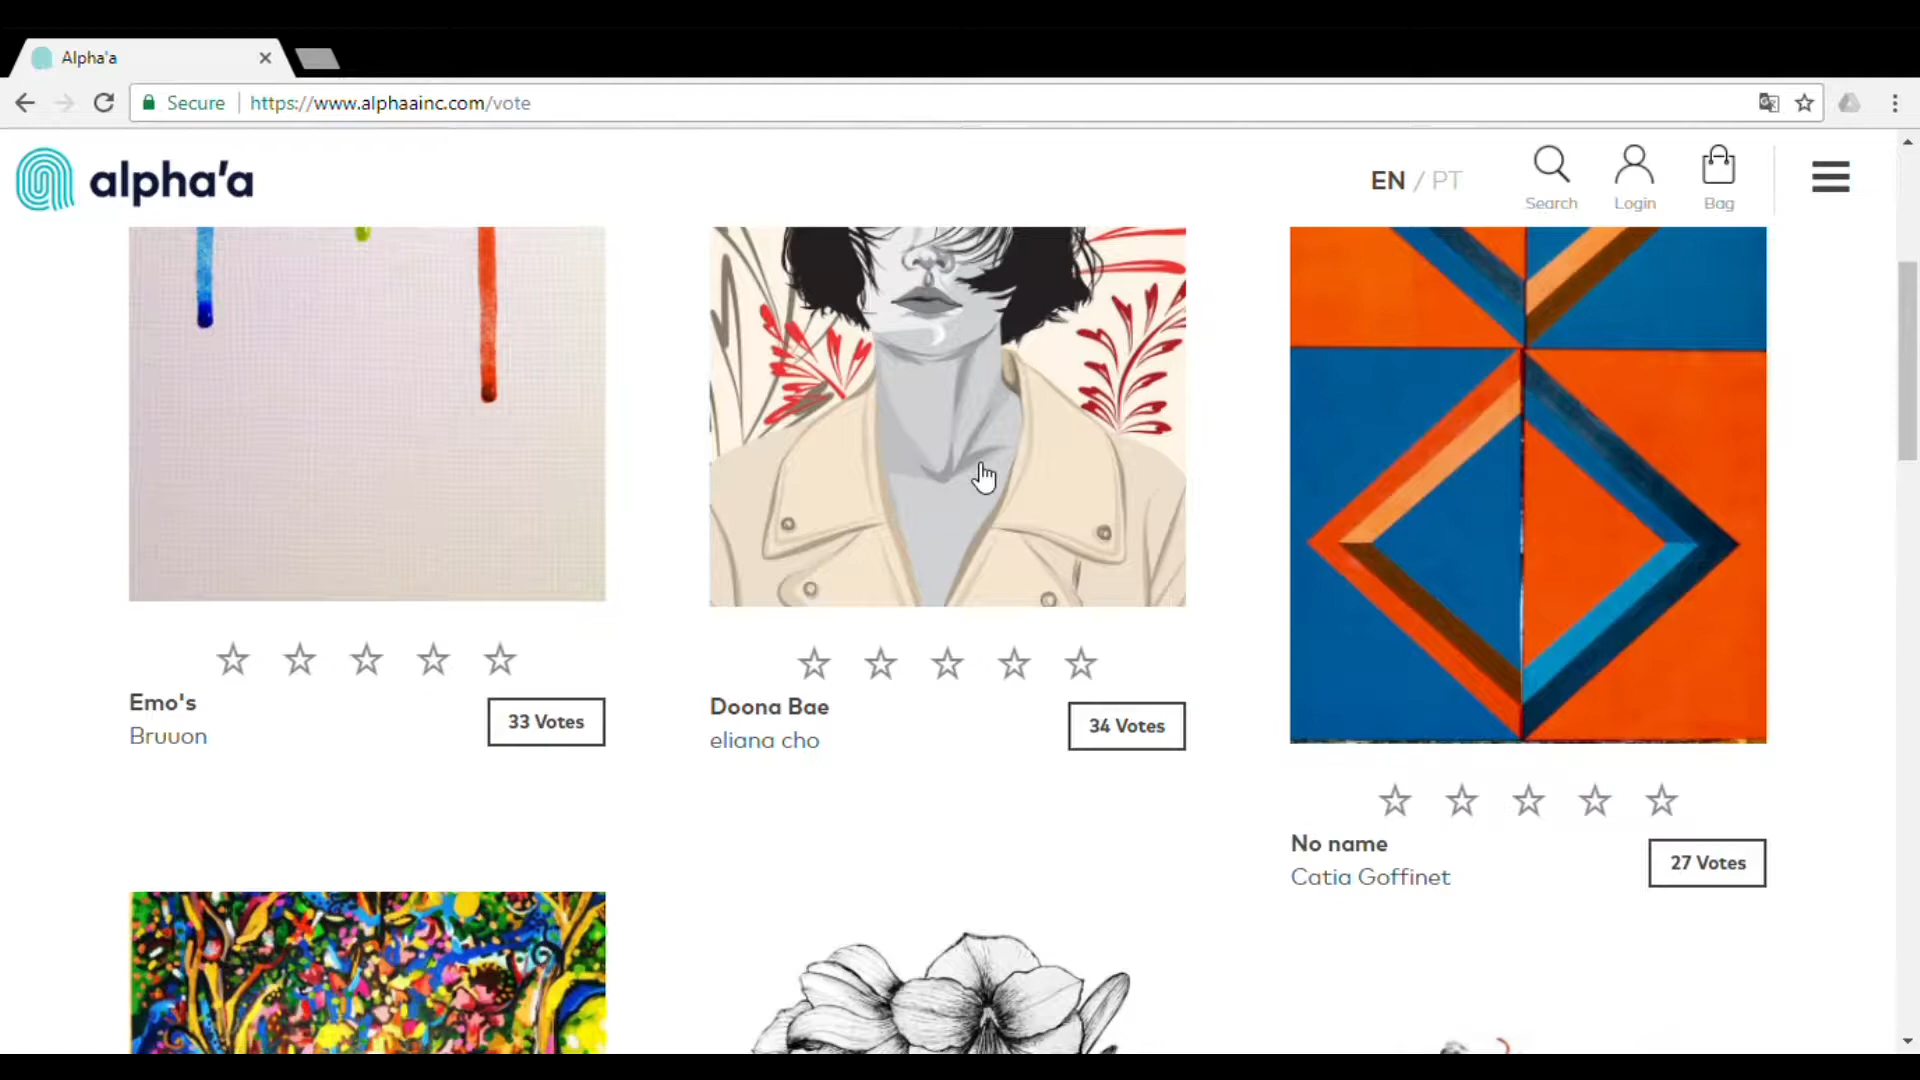 Alpha'a
Secure
https://www.alphaainc.com/vote
alpha'a
EN / PT
Search
Login
Bag
Emo's
Bruuon
33 Votes
Doona Bae
eliana cho
34 Votes
No name
Catia Goffinet
27 Votes